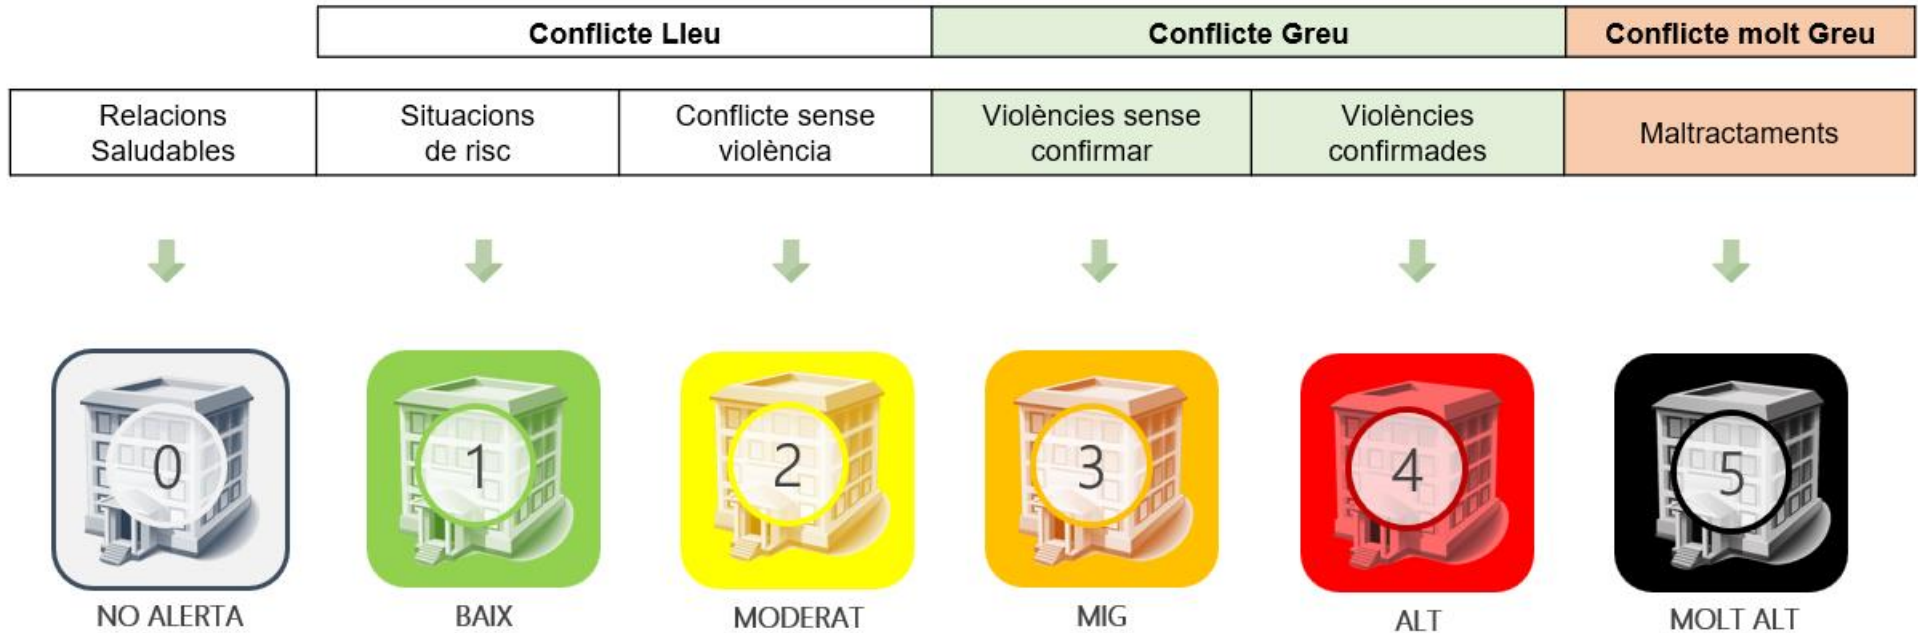 Conflicte Lleu
Conflicte Greu
Conflicte molt Greu
Relacions
Saludables
Situacions
de risc
Conflicte sense
violència
Violències sense
confirmar
Violències
confirmades
Maltractaments
0
1
2
3
4
5
NO ALERTA
BAIX
MODERAT
MIG
ALT
MOLT ALT